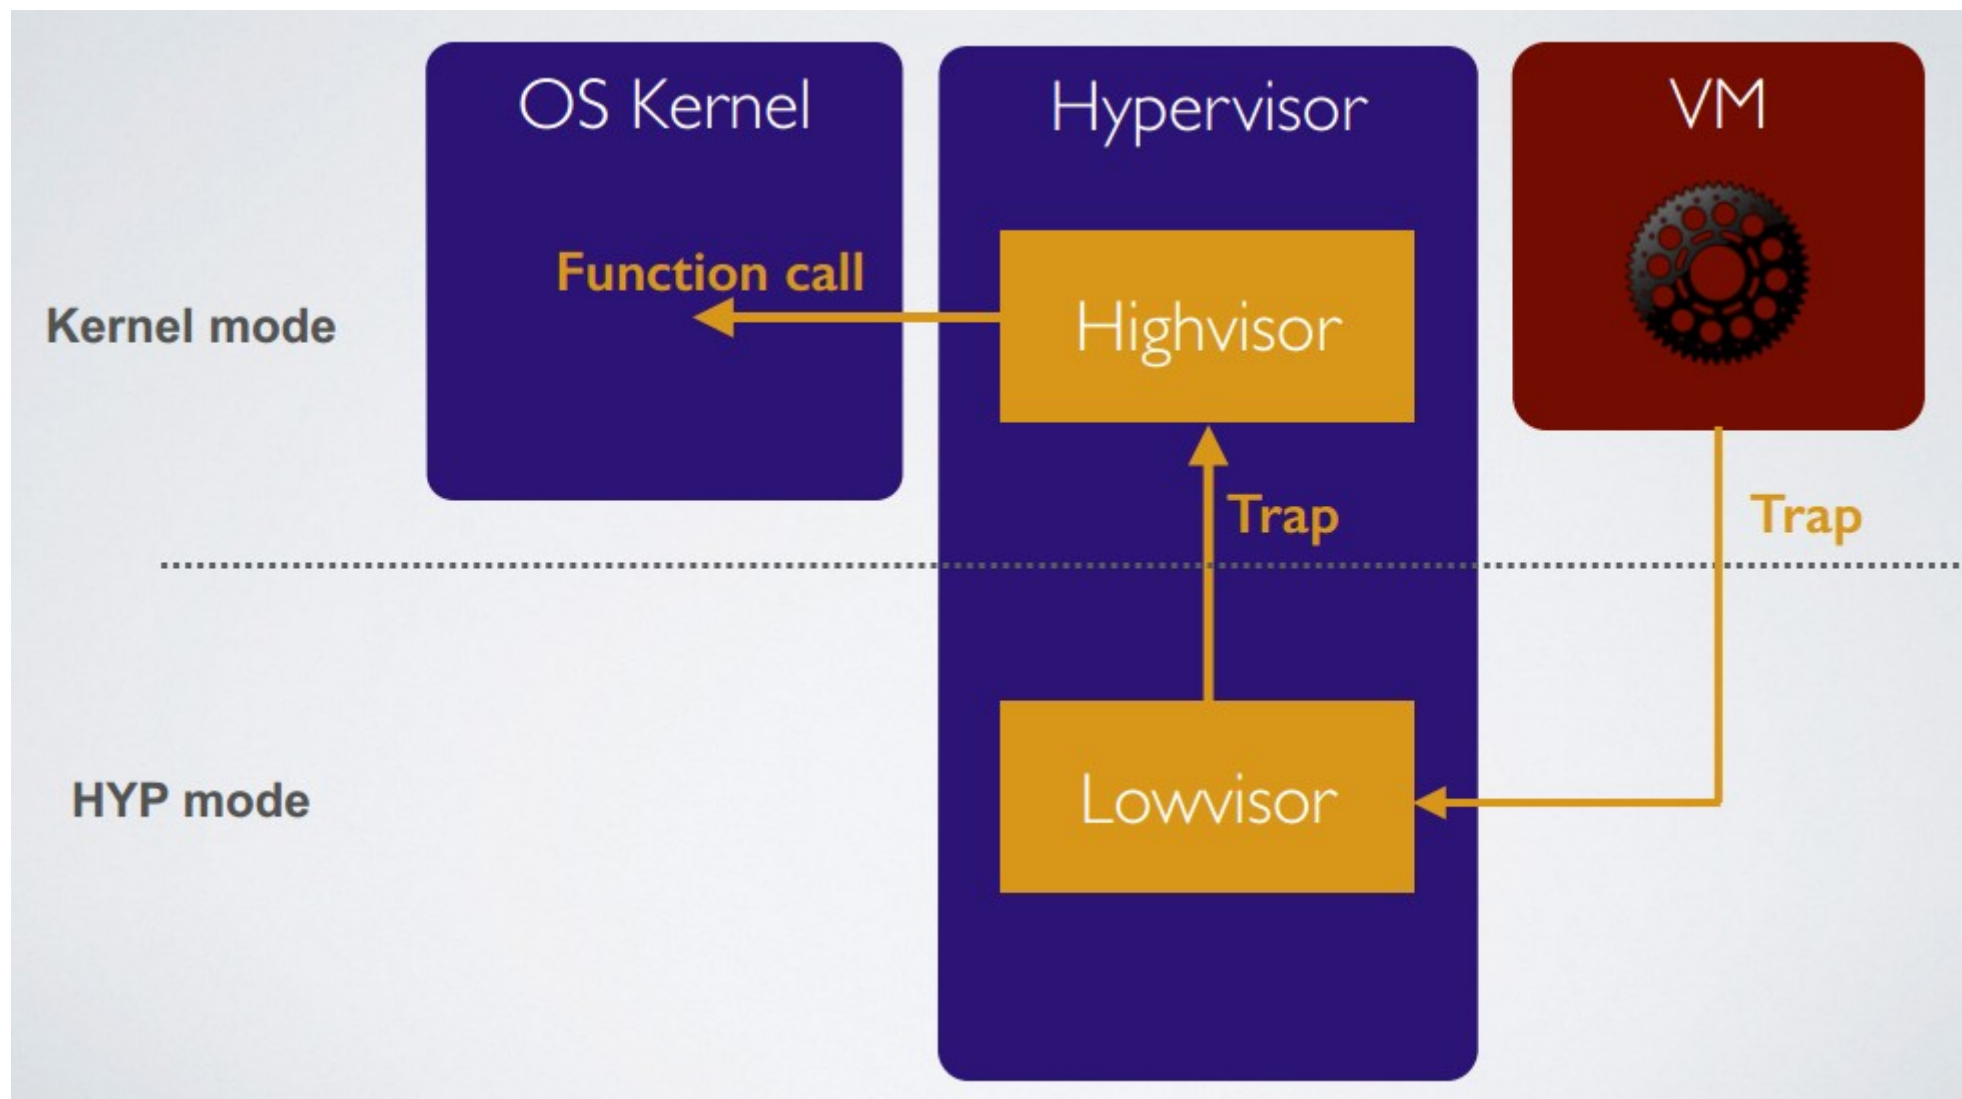 OS Kernel
Hypervisor
VM
Function call
Kernel mode
Highvisor
Trap
Trap
HYP mode
Lowvisor